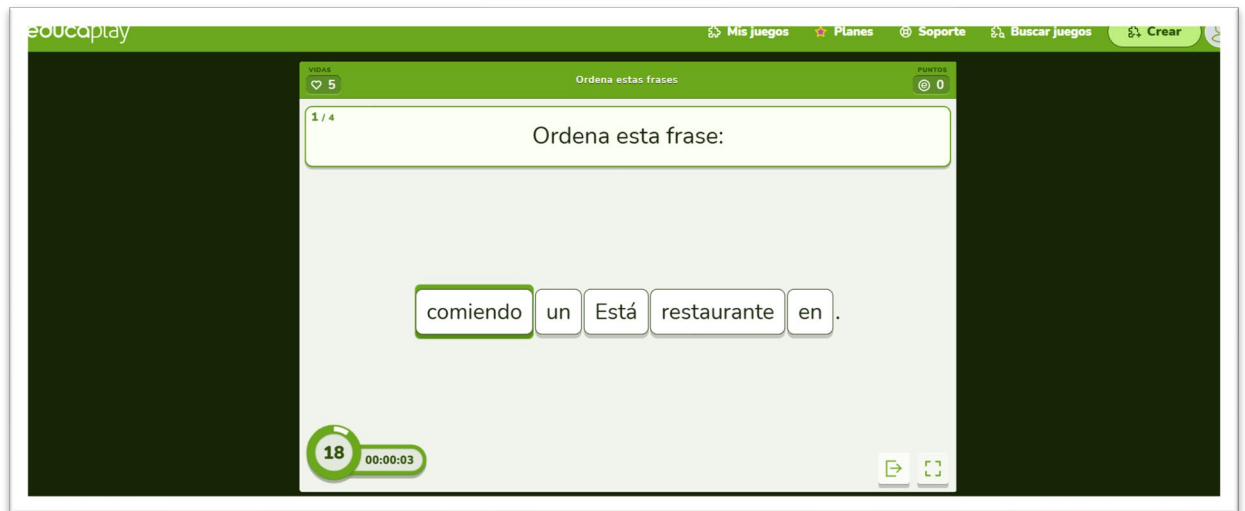 educaplay
Mis juegos Planes Soporte Buscar juegos Crear
VIDAS
5
Ordena estas frases
PUNTOS
0
1 / 4
Ordena esta frase:
comiendo un Está restaurante en .
18
00:00:03